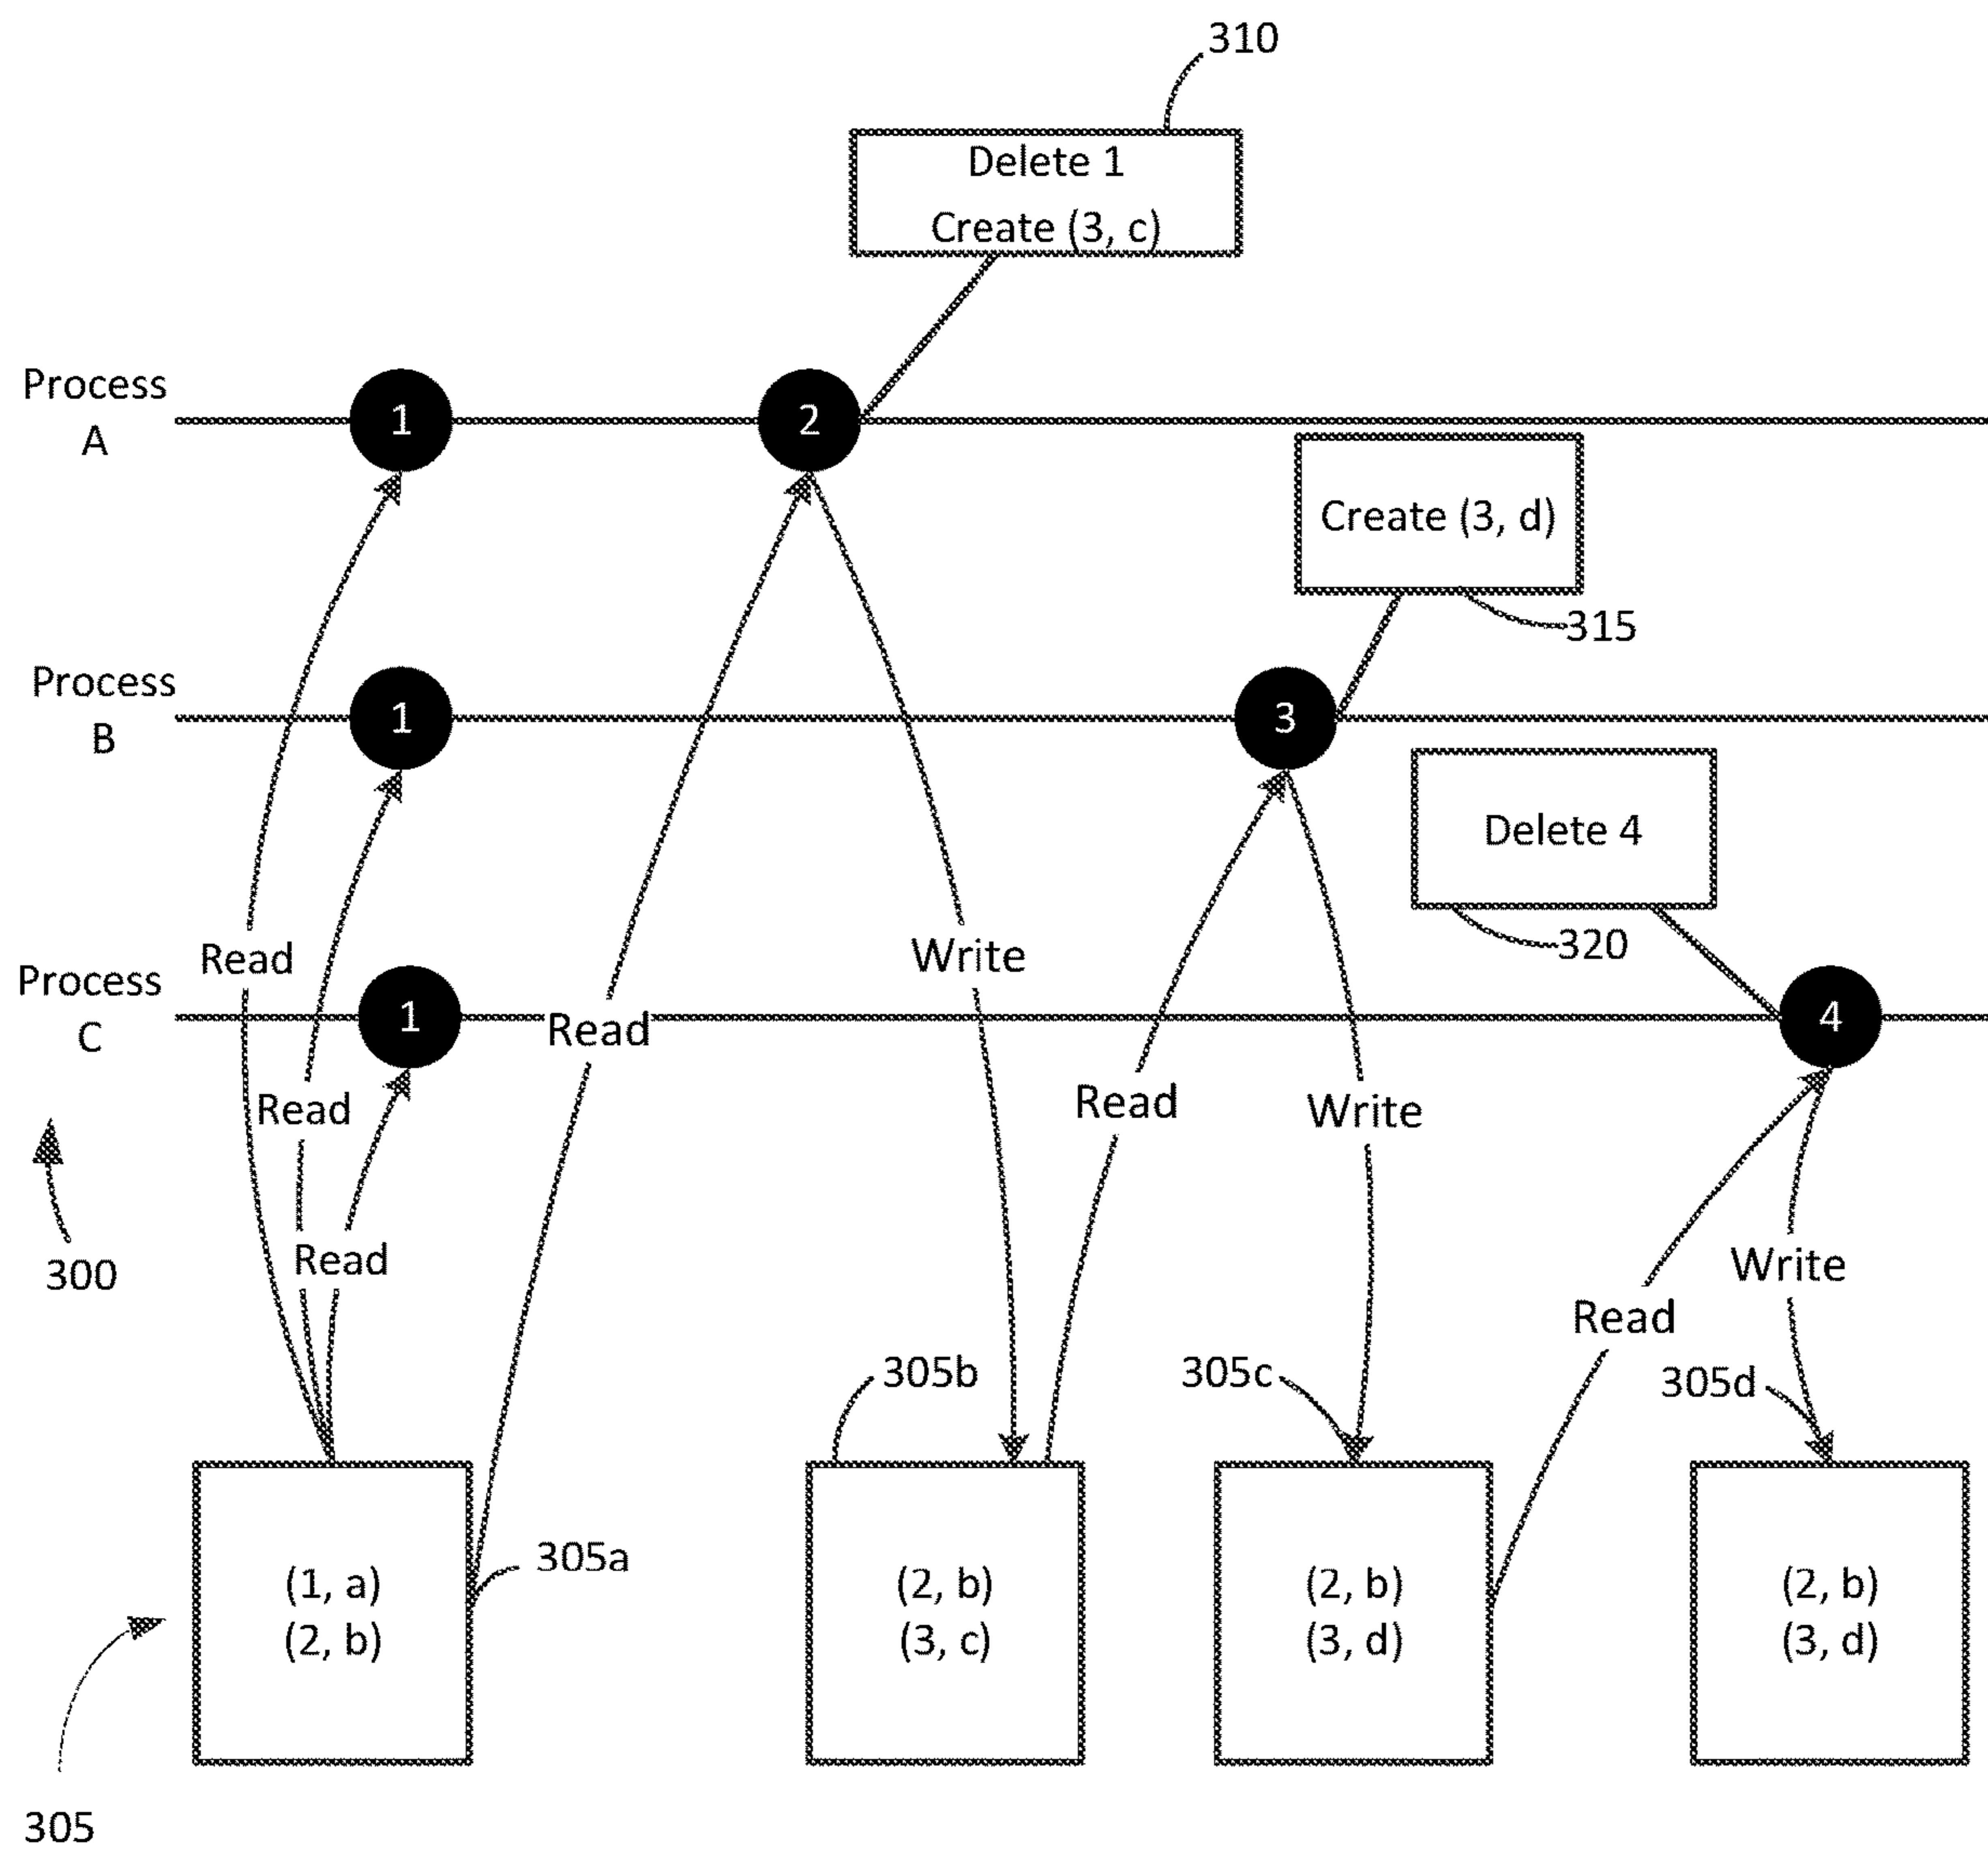 310
Delete 1
Create (3, c)
Process
A
1
2
Create (3, d)
315
Process
B
1
3
Delete 4
320
Process
C
1
4
Read
Write
Read
Read
Read
Write
Read
Write
Read
300
305b
305c
305d
305a
(1, a)
(2, b)
(2, b)
(3, c)
(2, b)
(3, d)
(2, b)
(3, d)
305